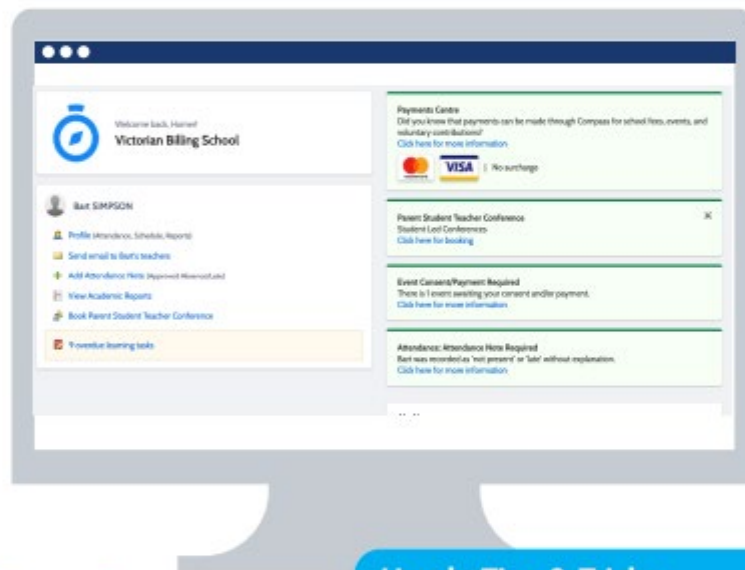 Welcome back, Homer!
Victorian Billing School
Bart SIMPSON
Profile (Attendance, Schedule, Reports)
Send email to Bart's teachers
Add Attendance Note (Approved Absence/Late)
View Academic Reports
Book Parent Student Teacher Conference
9 overdue learning tasks
Payments Centre
Did you know that payments can be made through Compass for school fees, events, and
voluntary contributions?
Click here for more information
VISA | No surcharge
Parent Student Teacher Conference
Student Led Conferences
Click here for booking
Event Consent/Payment Required
There is 1 event awaiting your consent and/or payment.
Click here for more information
Attendance: Attendance Note Required
Bart was recorded as 'not present' or 'late' without explanation.
Click here for more information